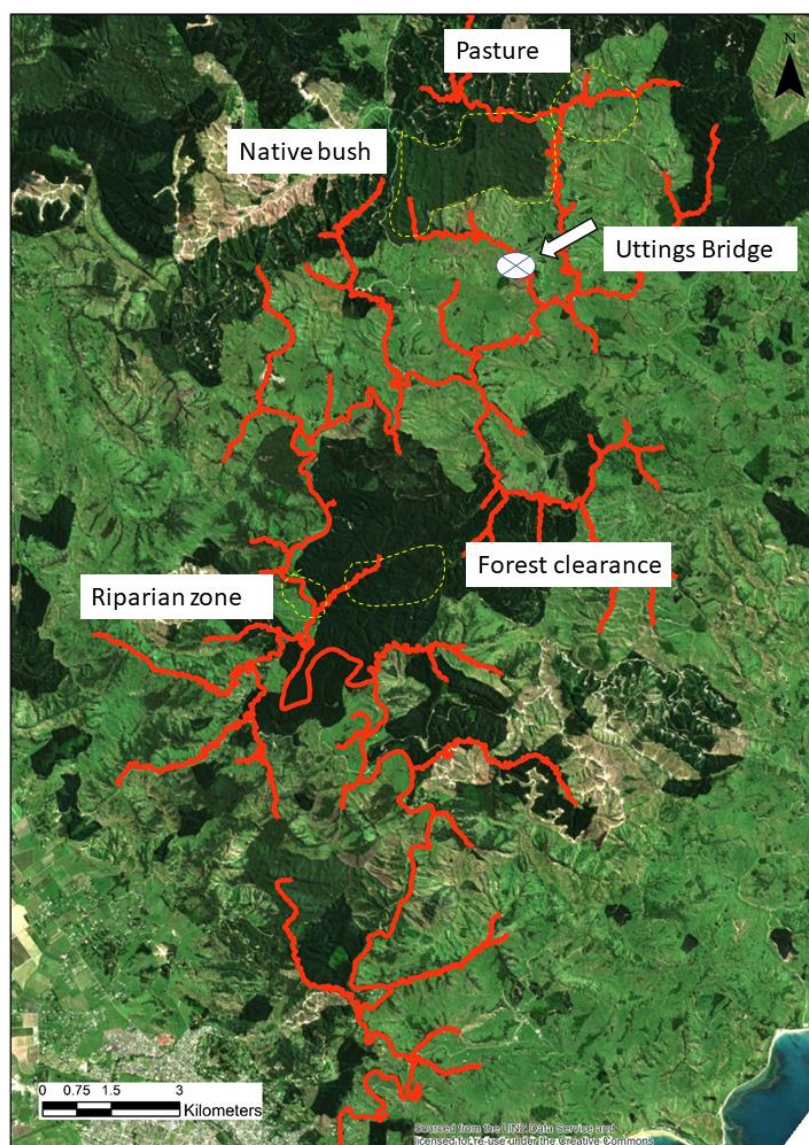 Pasture
N
Native bush
Uttings Bridge
Forest clearance
Riparian zone
0 0.75 1.5 3
Kilometers
Sourced from the LINZ Data Service and
licensed for re-use under the Creative Commons